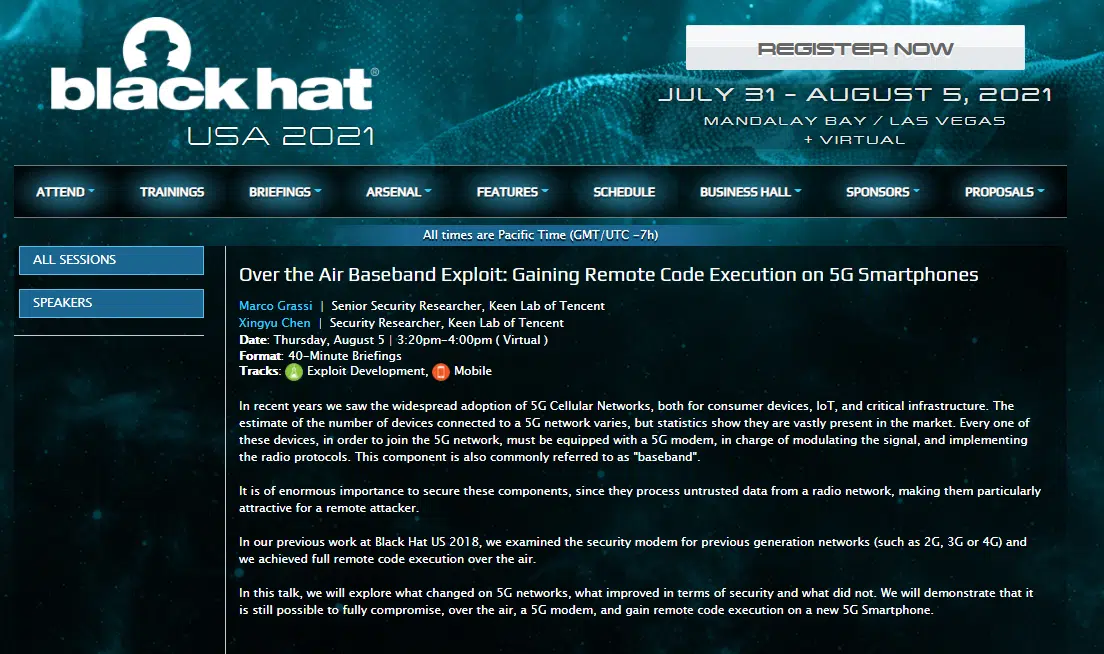 black hat®
USA 2021
REGISTER NOW
JULY 31 - AUGUST 5, 2021
MANDALAY BAY / LAS VEGAS
+ VIRTUAL
ATTEND TRAININGS BRIEFINGS ARSENAL FEATURES SCHEDULE BUSINESS HALL SPONSORS PROPOSALS
All times are Pacific Time (GMT/UTC -7h)
ALL SESSIONS
SPEAKERS
Over the Air Baseband Exploit: Gaining Remote Code Execution on 5G Smartphones
Marco Grassi | Senior Security Researcher, Keen Lab of Tencent
Xingyu Chen | Security Researcher, Keen Lab of Tencent
Date: Thursday, August 5 | 3:20pm-4:00pm ( Virtual )
Format: 40-Minute Briefings
Tracks: Exploit Development, Mobile
In recent years we saw the widespread adoption of 5G Cellular Networks, both for consumer devices, IoT, and critical infrastructure. The
estimate of the number of devices connected to a 5G network varies, but statistics show they are vastly present in the market. Every one of
these devices, in order to join the 5G network, must be equipped with a 5G modem, in charge of modulating the signal, and implementing
the radio protocols. This component is also commonly referred to as "baseband".
It is of enormous importance to secure these components, since they process untrusted data from a radio network, making them particularly
attractive for a remote attacker.
In our previous work at Black Hat US 2018, we examined the security modem for previous generation networks (such as 2G, 3G or 4G) and
we achieved full remote code execution over the air.
In this talk, we will explore what changed on 5G networks, what improved in terms of security and what did not. We will demonstrate that it
is still possible to fully compromise, over the air, a 5G modem, and gain remote code execution on a new 5G Smartphone.